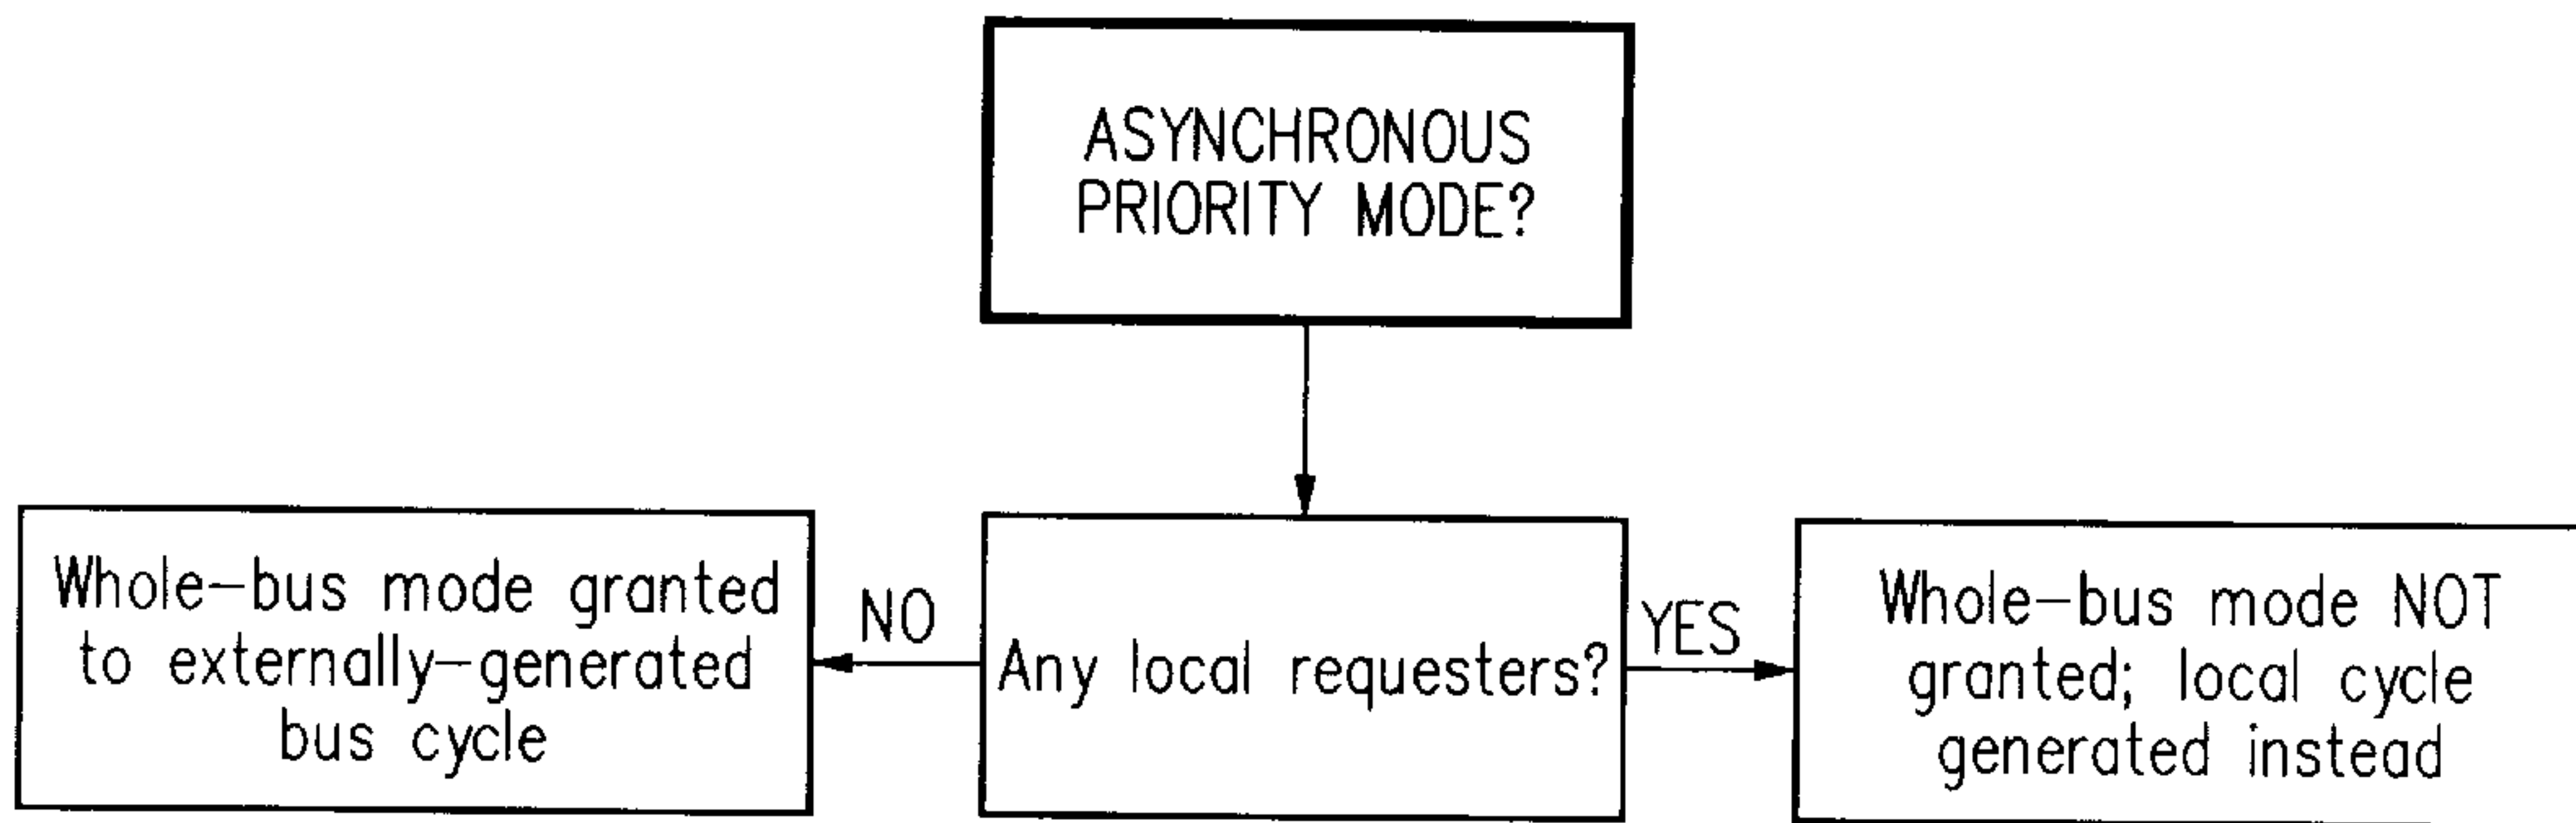 ASYNCHRONOUS
PRIORITY MODE?
Whole-bus mode granted
to externally-generated
bus cycle
NO
Any local requesters?
YES
Whole-bus mode NOT
granted; local cycle
generated instead